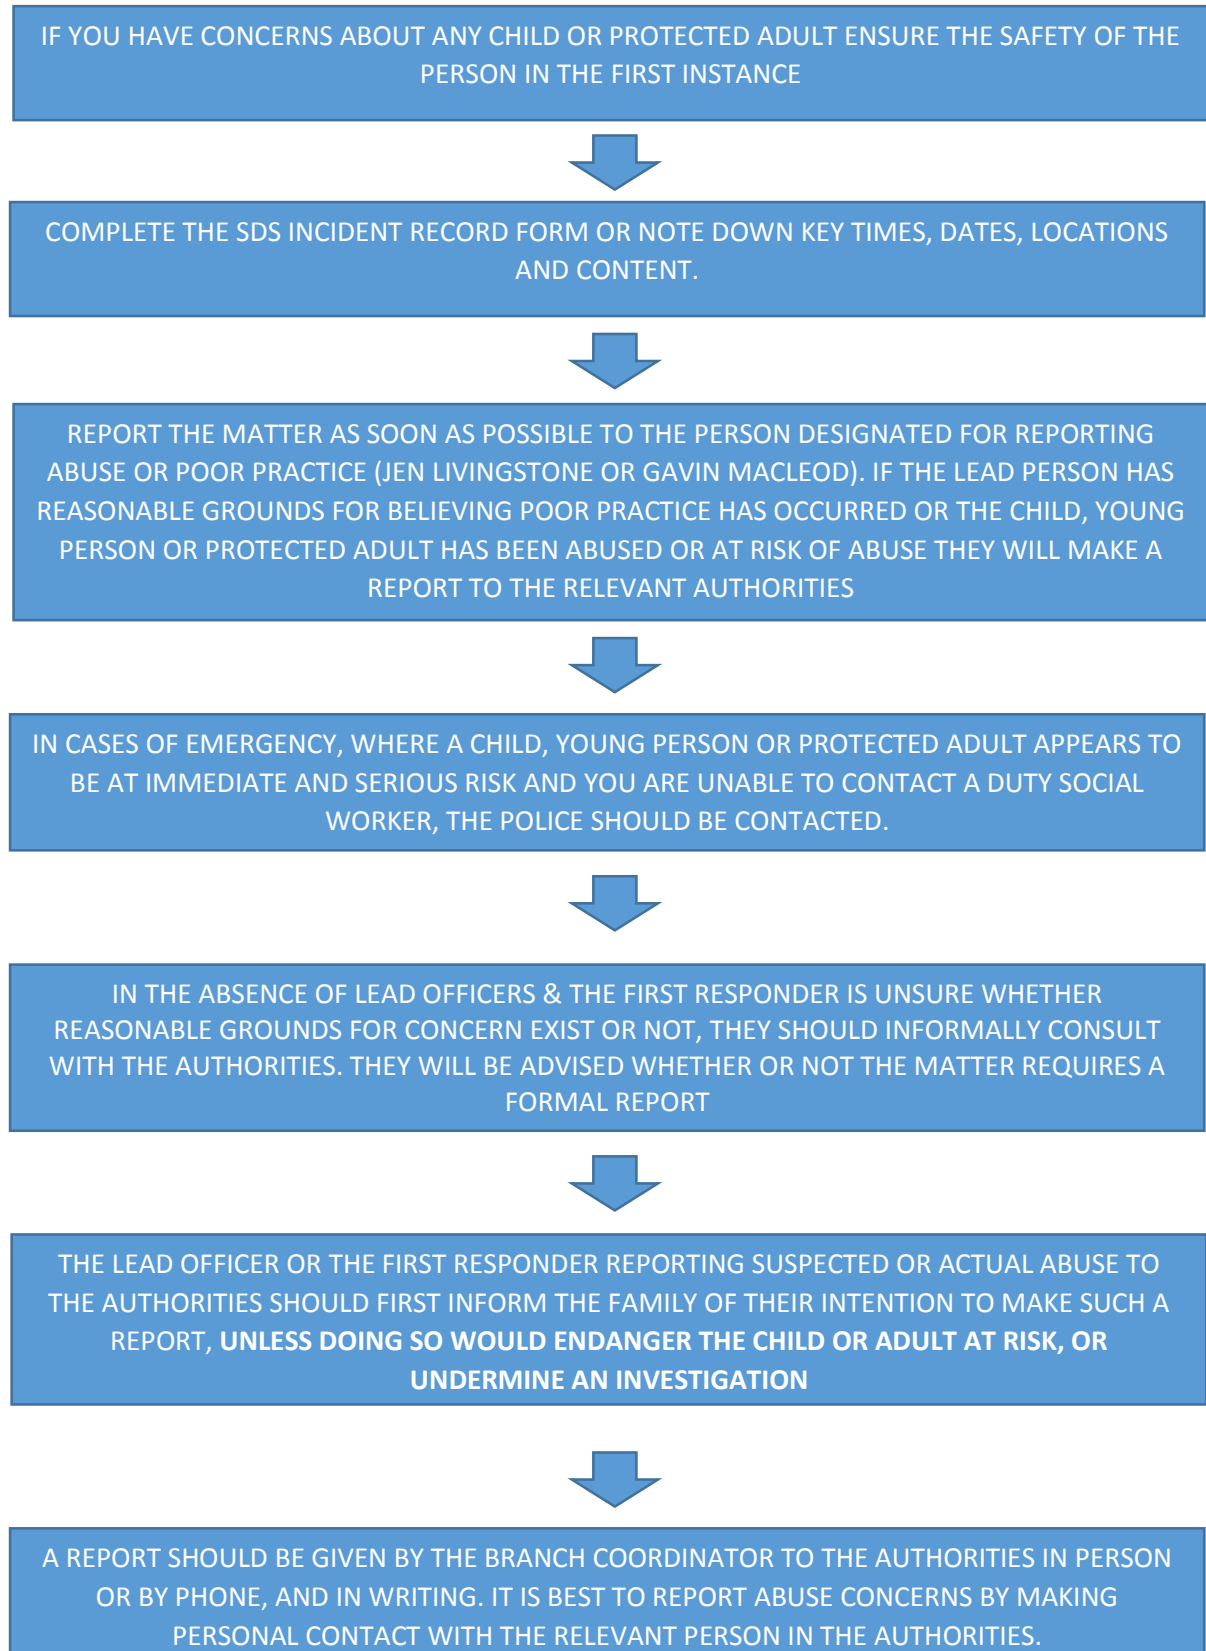 IF YOU HAVE CONCERNS ABOUT ANY CHILD OR PROTECTED ADULT ENSURE THE SAFETY OF THE
PERSON IN THE FIRST INSTANCE
COMPLETE THE SDS INCIDENT RECORD FORM OR NOTE DOWN KEY TIMES, DATES, LOCATIONS
AND CONTENT.
REPORT THE MATTER AS SOON AS POSSIBLE TO THE PERSON DESIGNATED FOR REPORTING
ABUSE OR POOR PRACTICE (JEN LIVINGSTONE OR GAVIN MACLEOD). IF THE LEAD PERSON HAS
REASONABLE GROUNDS FOR BELIEVING POOR PRACTICE HAS OCCURRED OR THE CHILD, YOUNG
PERSON OR PROTECTED ADULT HAS BEEN ABUSED OR AT RISK OF ABUSE THEY WILL MAKE A
REPORT TO THE RELEVANT AUTHORITIES
IN CASES OF EMERGENCY, WHERE A CHILD, YOUNG PERSON OR PROTECTED ADULT APPEARS TO
BE AT IMMEDIATE AND SERIOUS RISK AND YOU ARE UNABLE TO CONTACT A DUTY SOCIAL
WORKER, THE POLICE SHOULD BE CONTACTED.
IN THE ABSENCE OF LEAD OFFICERS & THE FIRST RESPONDER IS UNSURE WHETHER
REASONABLE GROUNDS FOR CONCERN EXIST OR NOT, THEY SHOULD INFORMALLY CONSULT
WITH THE AUTHORITIES. THEY WILL BE ADVISED WHETHER OR NOT THE MATTER REQUIRES A
FORMAL REPORT
THE LEAD OFFICER OR THE FIRST RESPONDER REPORTING SUSPECTED OR ACTUAL ABUSE TO
THE AUTHORITIES SHOULD FIRST INFORM THE FAMILY OF THEIR INTENTION TO MAKE SUCH A
REPORT, UNLESS DOING SO WOULD ENDANGER THE CHILD OR ADULT AT RISK, OR
UNDERMINE AN INVESTIGATION
A REPORT SHOULD BE GIVEN BY THE BRANCH COORDINATOR TO THE AUTHORITIES IN PERSON
OR BY PHONE, AND IN WRITING. IT IS BEST TO REPORT ABUSE CONCERNS BY MAKING
PERSONAL CONTACT WITH THE RELEVANT PERSON IN THE AUTHORITIES.